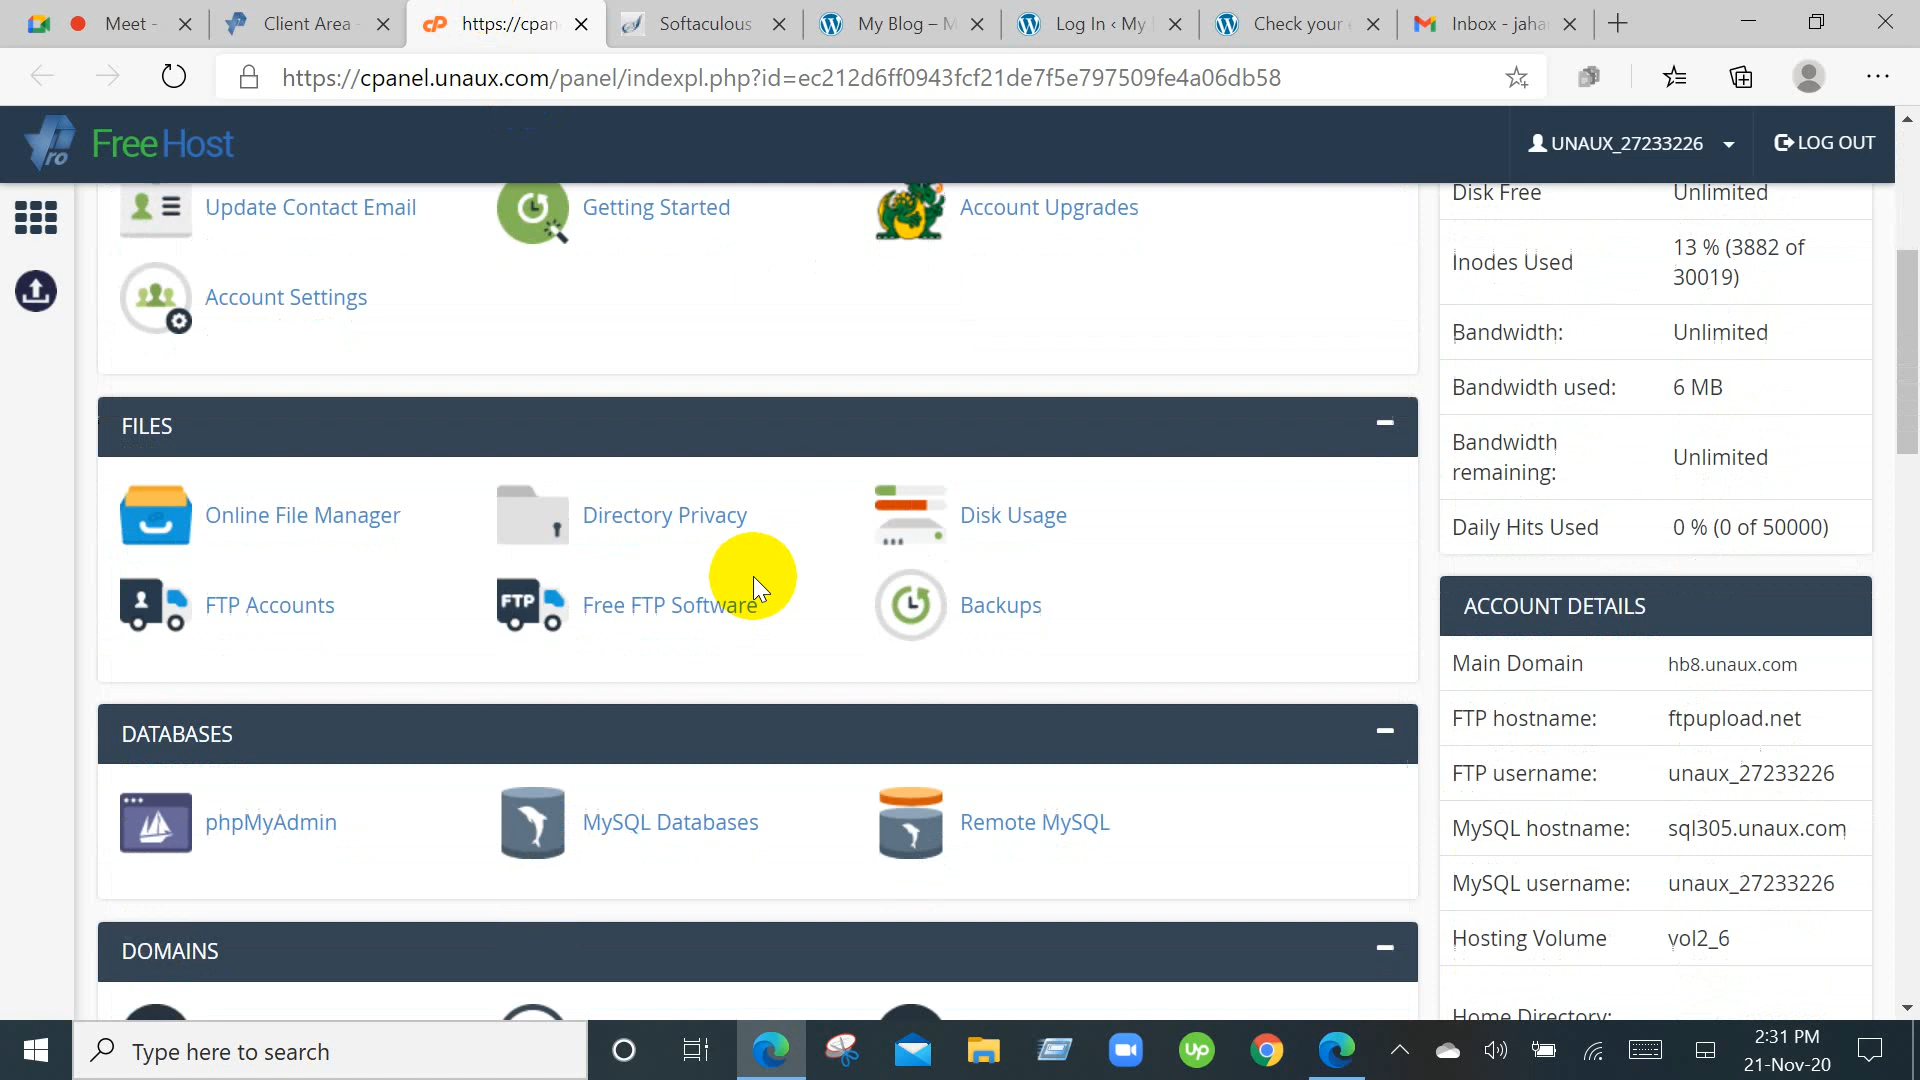 Meet -
Client Area
https://cpan
Softaculous
My Blog – M
Log In ‹ My
Check your
Inbox - jaha
https://cpanel.unaux.com/panel/indexpl.php?id=ec212d6ff0943fcf21de7f5e797509fe4a06db58
ro FreeHost
UNAUX_27233226
LOG OUT
Update Contact Email
Getting Started
Account Upgrades
Account Settings
Disk Free Unlimited
Inodes Used 13 % (3882 of
30019)
Bandwidth: Unlimited
Bandwidth used: 6 MB
Bandwidth
remaining: Unlimited
Daily Hits Used 0 % (0 of 50000)
FILES
Online File Manager
Directory Privacy
Disk Usage
FTP Accounts
FTP
Free FTP Software
Backups
DATABASES
phpMyAdmin
MySQL Databases
Remote MySQL
DOMAINS
ACCOUNT DETAILS
Main Domain hb8.unaux.com
FTP hostname: ftpupload.net
FTP username: unaux_27233226
MySQL hostname: sql305.unaux.com
MySQL username: unaux_27233226
Hosting Volume vol2_6
Home Directory:
Type here to search
Up
2:31 PM
21-Nov-20